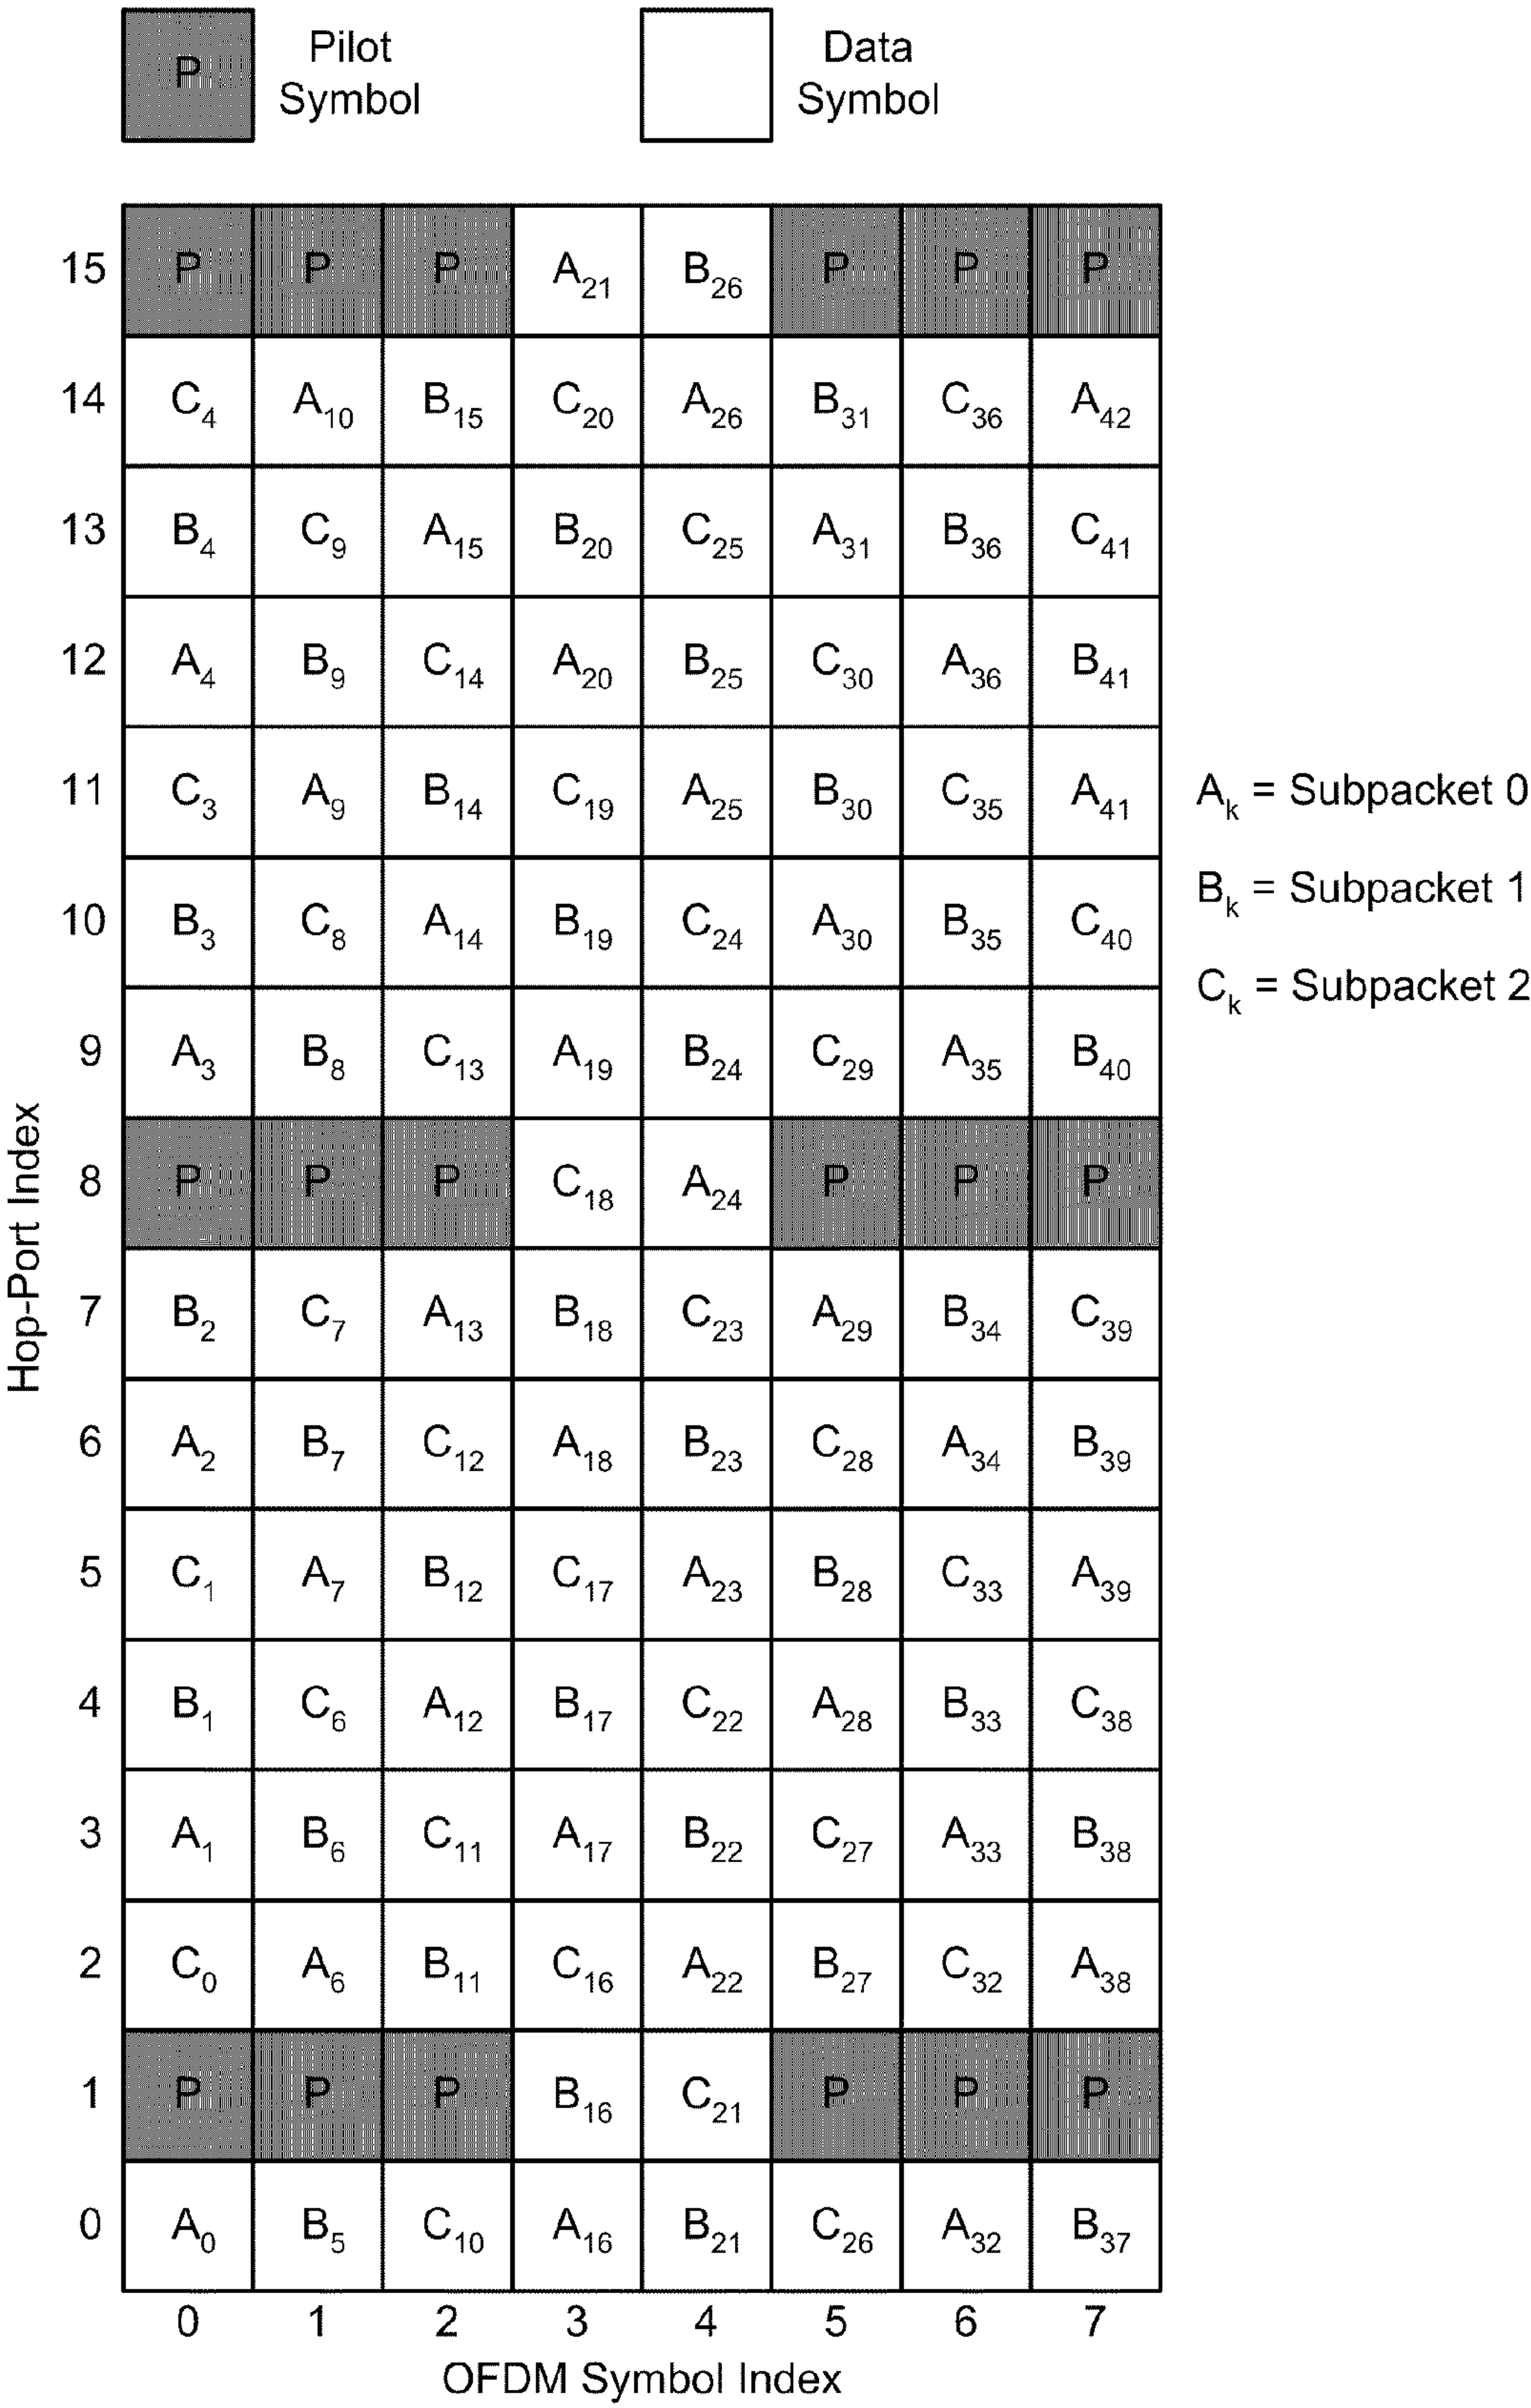 P Pilot Symbol Data Symbol
15 P P P A21 B26 P P P
14 C4 A10 B15 C20 A26 B31 C36 A42
13 B4 C9 A15 B20 C25 A31 B36 C41
12 A4 B9 C14 A20 B25 C30 A36 B41
11 C3 A9 B14 C19 A25 B30 C35 A41 Ak = Subpacket 0
10 B3 C8 A14 B19 C24 A30 B35 C40 Bk = Subpacket 1
9 A3 B8 C13 A19 B24 C29 A35 B40 Ck = Subpacket 2
8 P P P C18 A24 P P P
7 B2 C7 A13 B18 C23 A29 B34 C39
6 A2 B7 C12 A18 B23 C28 A34 B39
5 C1 A7 B12 C17 A23 B28 C33 A39
4 B1 C6 A12 B17 C22 A28 B33 C38
3 A1 B6 C11 A17 B22 C27 A33 B38
2 C0 A6 B11 C16 A22 B27 C32 A38
1 P P P B16 C21 P P P
0 A0 B5 C10 A16 B21 C26 A32 B37
0 1 2 3 4 5 6 7
OFDM Symbol Index
Hop-Port Index